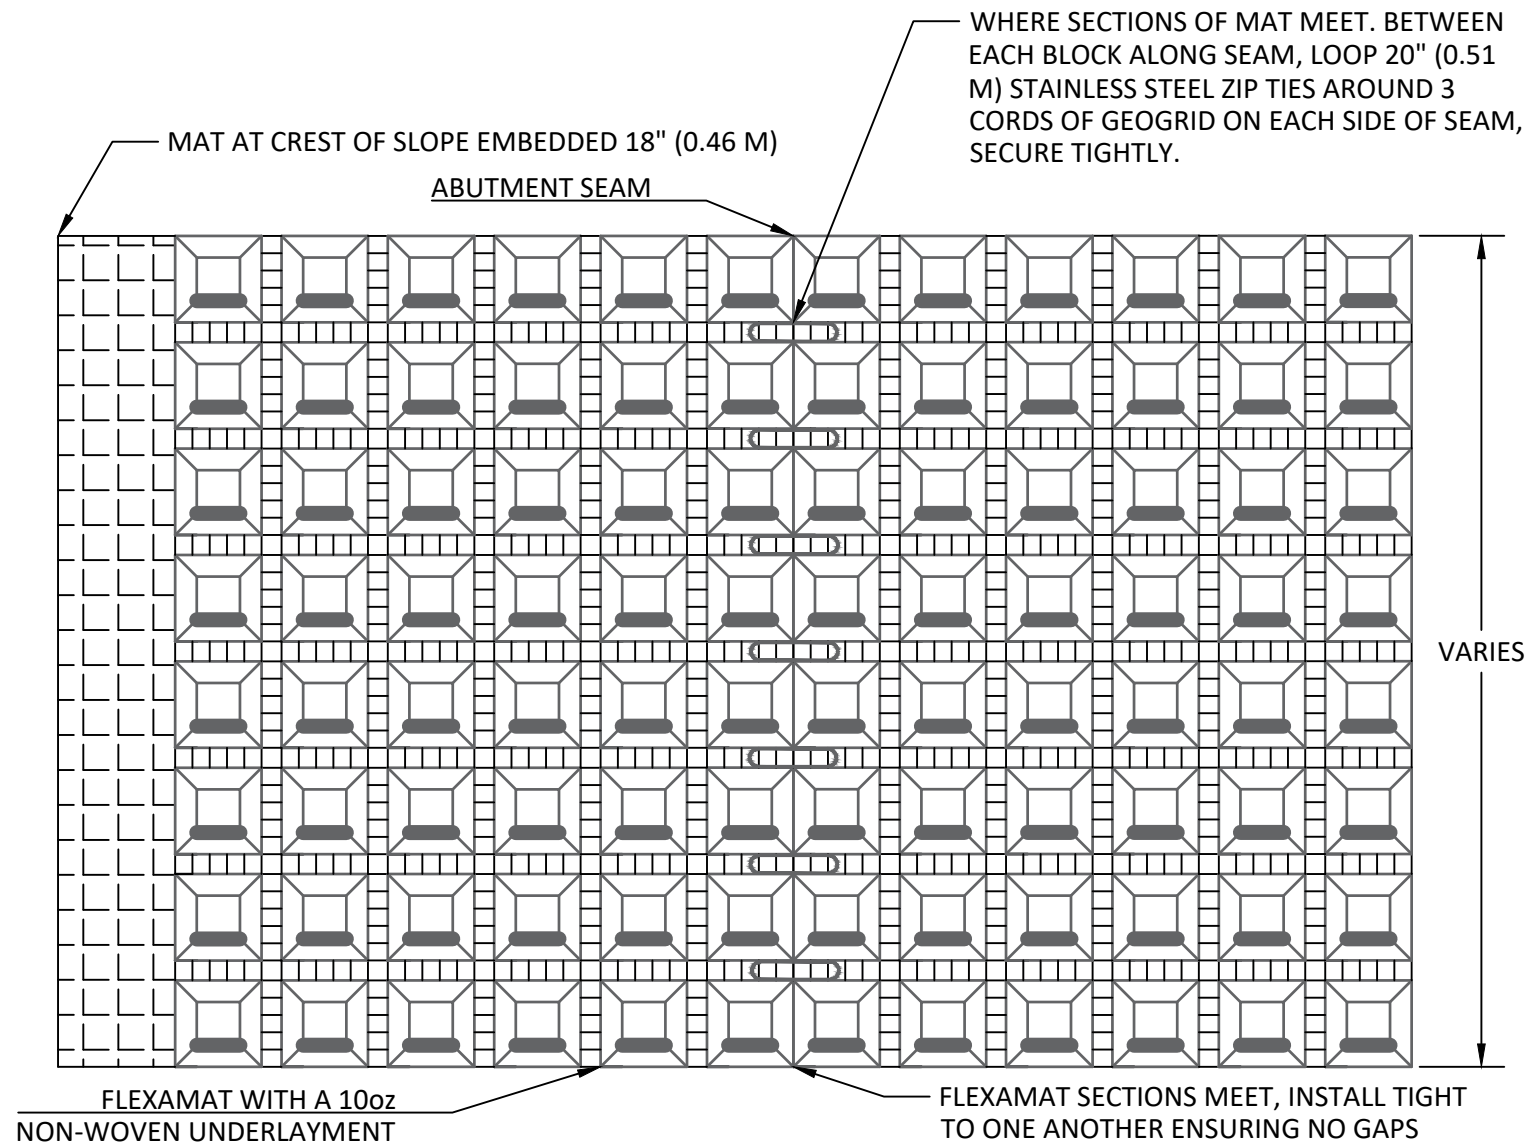 WHERE SECTIONS OF MAT MEET. BETWEEN
EACH BLOCK ALONG SEAM, LOOP 20" (0.51
M) STAINLESS STEEL ZIP TIES AROUND 3
CORDS OF GEOGRID ON EACH SIDE OF SEAM,
SECURE TIGHTLY.
MAT AT CREST OF SLOPE EMBEDDED 18" (0.46 M)
ABUTMENT SEAM
VARIES
FLEXAMAT WITH A 10oz
NON-WOVEN UNDERLAYMENT
FLEXAMAT SECTIONS MEET, INSTALL TIGHT
TO ONE ANOTHER ENSURING NO GAPS